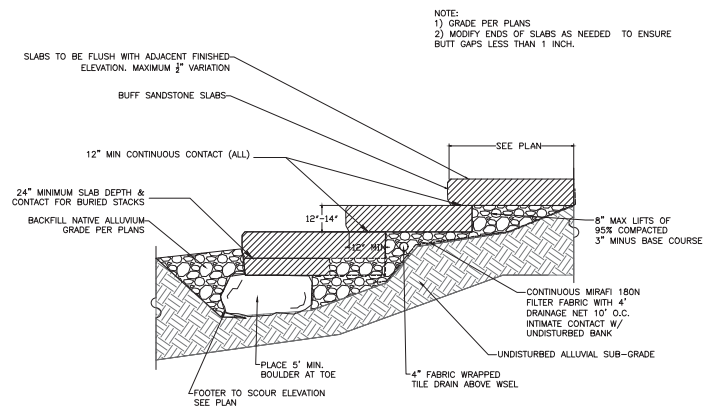 NOTE:
1) GRADE PER PLANS
2) MODIFY ENDS OF SLABS AS NEEDED TO ENSURE
BUTT GAPS LESS THAN 1 INCH.
SLABS TO BE FLUSH WITH ADJACENT FINISHED
ELEVATION. MAXIMUM ½" VARIATION
BUFF SANDSTONE SLABS
SEE PLAN
12" MIN CONTINUOUS CONTACT (ALL)
24" MINIMUM SLAB DEPTH &
CONTACT FOR BURIED STACKS
BACKFILL NATIVE ALLUVIUM
GRADE PER PLANS
12"-14"
12" MIN
8" MAX LIFTS OF
95% COMPACTED
3" MINUS BASE COURSE
CONTINUOUS MIRAFI 180N
FILTER FABRIC WITH 4'
DRAINAGE NET 10' O.C.
INTIMATE CONTACT W/
UNDISTURBED BANK
UNDISTURBED ALLUVIAL SUB-GRADE
PLACE 5' MIN.
BOULDER AT TOE
4" FABRIC WRAPPED
TILE DRAIN ABOVE WSEL
FOOTER TO SCOUR ELEVATION
SEE PLAN